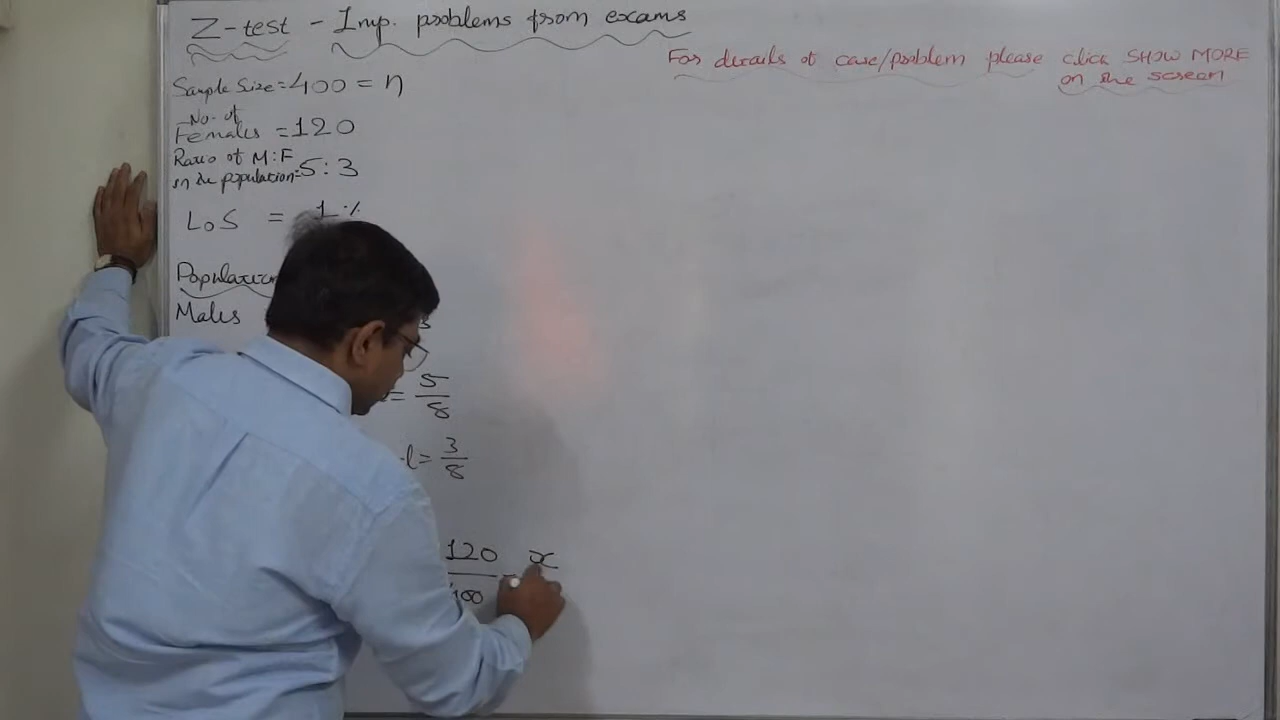 Z-test - Imp. problems from exams
For details of case/problem please click SHOW MORE
on the screen
Sample Size = 400 = n
No. of
Females = 120
Ratio of M:F
in the population = 5:3
LoS = 1%
Population
Males
= 5/8
= 3/8
120/400 = x